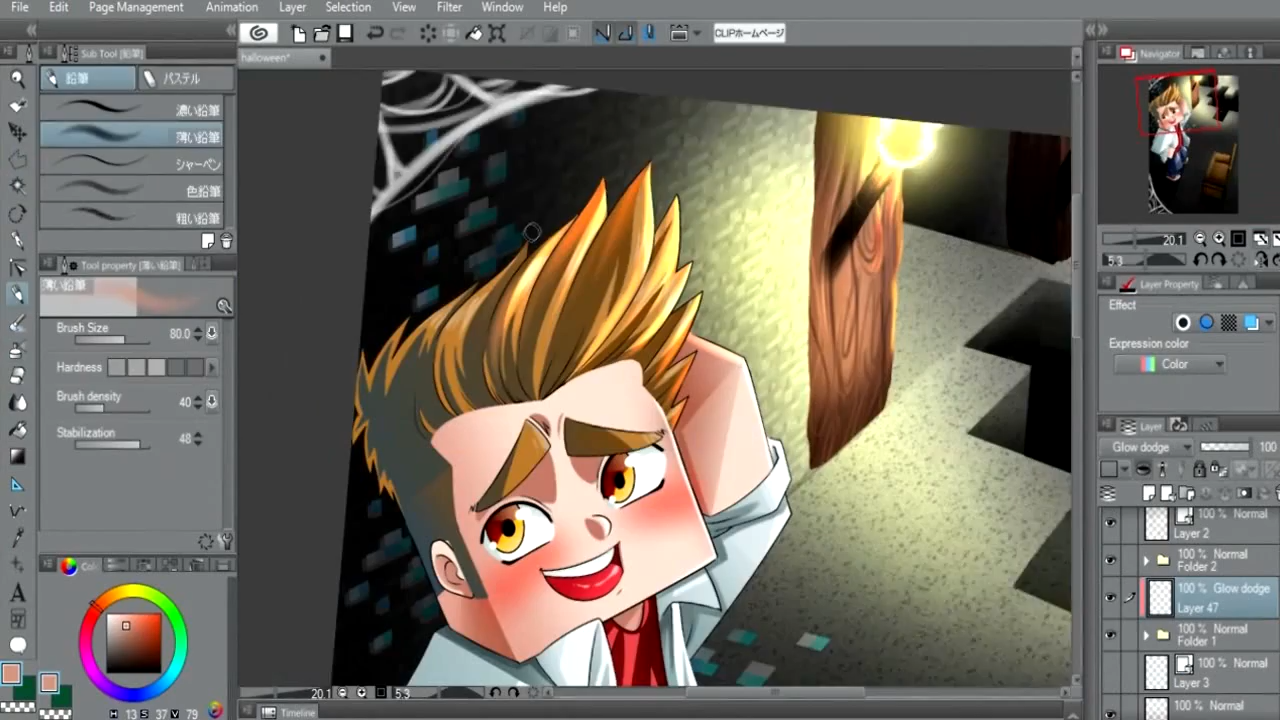 File Edit Page Management Animation Layer Selection View Filter Window Help
CLIPホームページ
halloween*
Sub Tool [鉛筆]
鉛筆 パステル
濃い鉛筆
薄い鉛筆
シャーペン
色鉛筆
粗い鉛筆
Tool property [薄い鉛筆]
薄い鉛筆
Brush Size 80.0
Hardness
Brush density 40
Stabilization 48
H 13 S 37 V 79
20.1 5.3
Timeline
Navigator
20.1
5.3
Layer Property
Effect
Expression color
Color
Layer
Glow dodge 100
100 % Normal
Layer 2
100 % Normal
Folder 2
100 % Glow dodge
Layer 47
100 % Normal
Folder 1
100 % Normal
Layer 3
100 % Normal